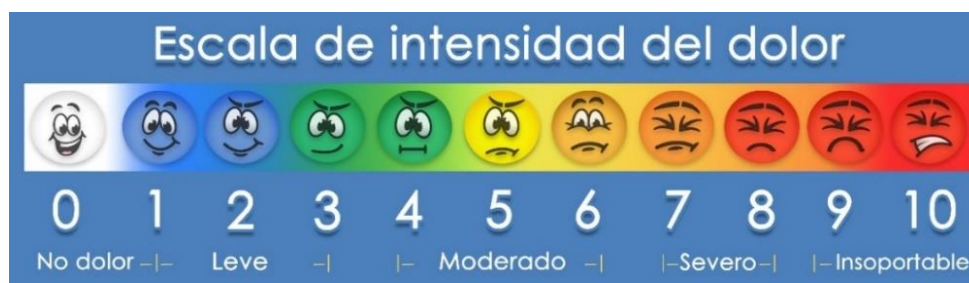 Escala de intensidad del dolor
0 1 2 3 4 5 6 7 8 9 10
No dolor -|- Leve -| |- Moderado -| |-Severo-| |-Insoportable